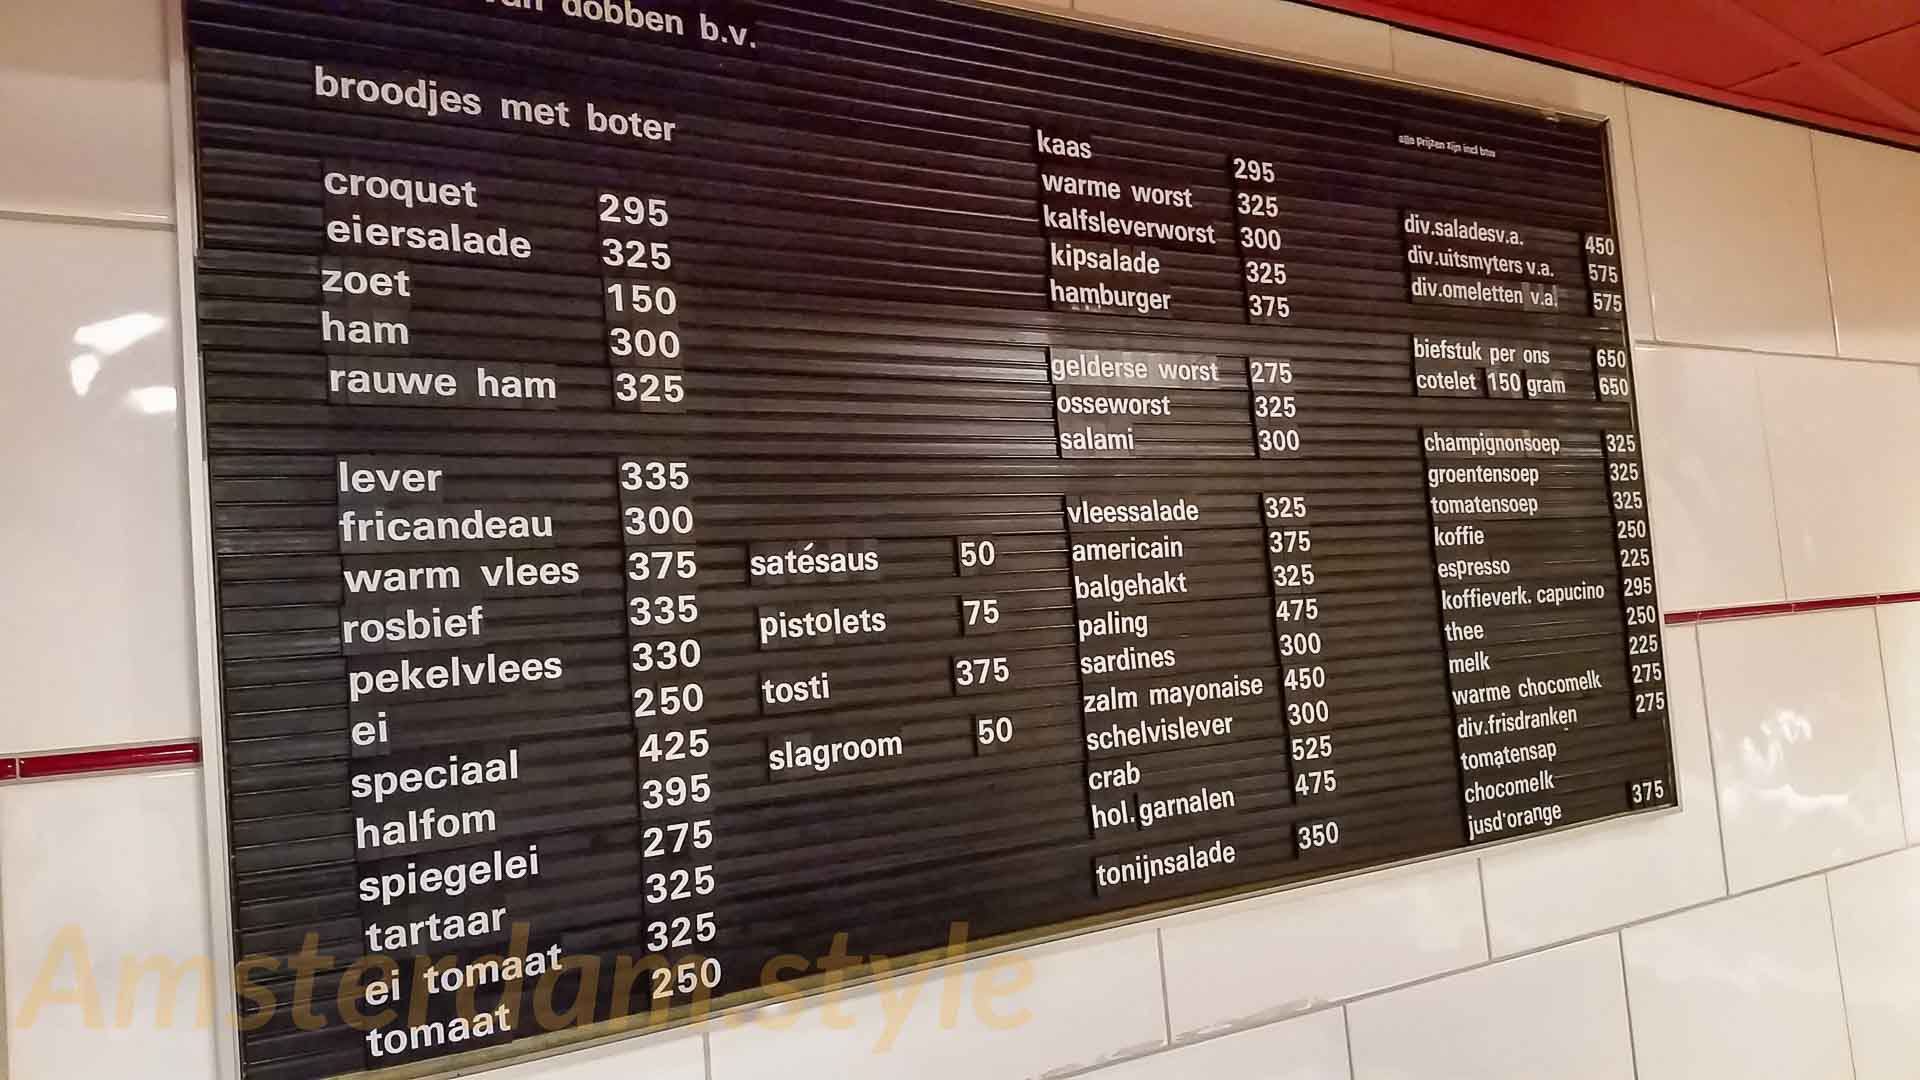 van dobben b.v.
broodjes met boter
croquet 295
eiersalade 325
zoet 150
ham 300
rauwe ham 325
lever 335
fricandeau 300
warm vlees 375
rosbief 335
pekelvlees 330
ei 250
speciaal 425
halfom 395
spiegelei 275
tartaar 325
ei tomaat 325
tomaat 250
satésaus 50
pistolets 75
tosti 375
slagroom 50
kaas 295
warme worst 325
kalfsleverworst 300
kipsalade 325
hamburger 375
gelderse worst 275
osseworst 325
salami 300
vleessalade 325
americain 375
balgehakt 325
paling 475
sardines 300
zalm mayonaise 450
schelvislever 300
crab 525
hol.garnalen 475
tonijnsalade 350
alle prijzen zijn incl btw
div.saladesv.a. 450
div.uitsmyters v.a. 575
div.omeletten v.a. 575
biefstuk per ons 650
cotelet 150 gram 650
champignonsoep 325
groentensoep 325
tomatensoep 325
koffie 250
espresso 225
koffieverk. capucino 295
thee 250
melk 225
warme chocomelk 275
div.frisdranken 275
tomatensap
chocomelk
jusd'orange 375
Amsterdam.style